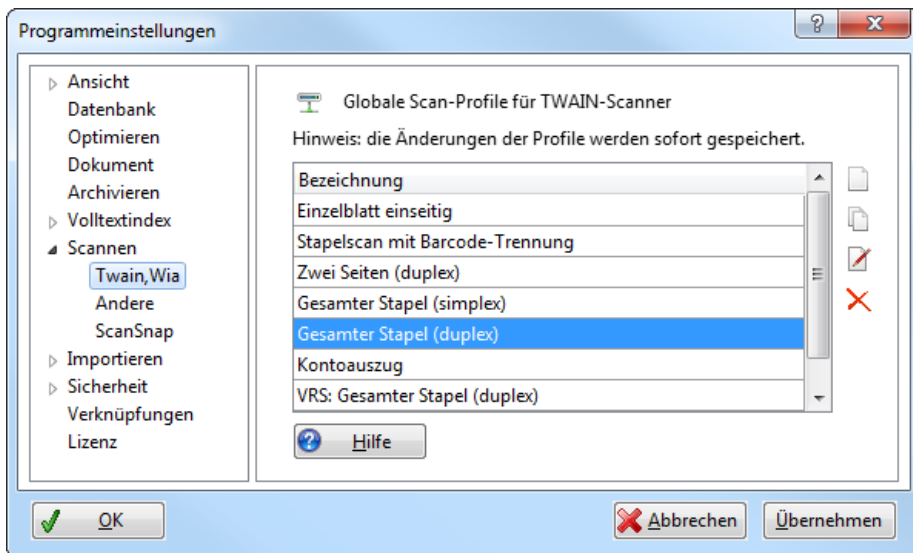 Programmeinstellungen
Ansicht
Datenbank
Optimieren
Dokument
Archivieren
Volltextindex
Scannen
Twain,Wia
Andere
ScanSnap
Importieren
Sicherheit
Verknüpfungen
Lizenz
Globale Scan-Profile für TWAIN-Scanner
Hinweis: die Änderungen der Profile werden sofort gespeichert.
Bezeichnung
Einzelblatt einseitig
Stapelscan mit Barcode-Trennung
Zwei Seiten (duplex)
Gesamter Stapel (simplex)
Gesamter Stapel (duplex)
Kontoauszug
VRS: Gesamter Stapel (duplex)
Hilfe
OK
Abbrechen
Übernehmen